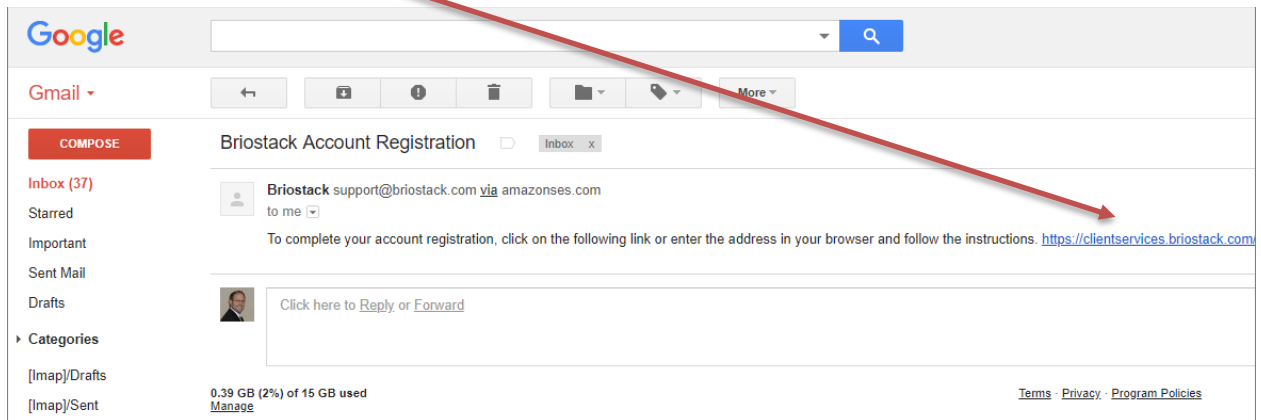 Google
Gmail
More
COMPOSE
Briostack Account Registration
Inbox x
Inbox (37)
Starred
Important
Sent Mail
Drafts
Categories
[Imap]/Drafts
[Imap]/Sent
Briostack support@briostack.com via amazonses.com
to me
To complete your account registration, click on the following link or enter the address in your browser and follow the instructions. https://clientservices.briostack.com/
Click here to Reply or Forward
0.39 GB (2%) of 15 GB used
Manage
Terms · Privacy · Program Policies